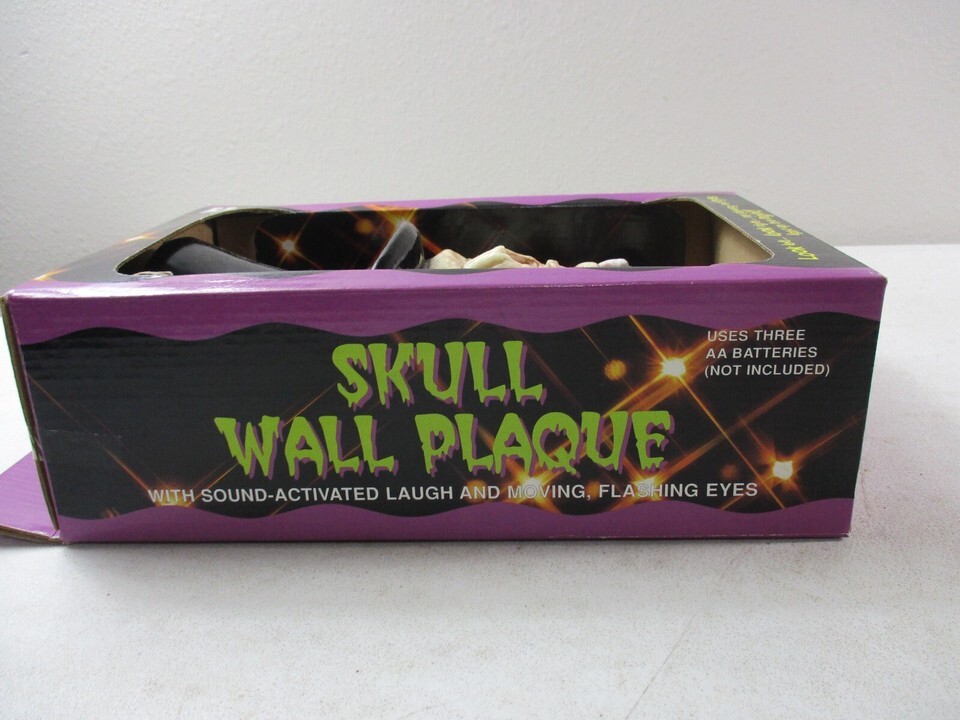 SKULL
WALL PLAQUE
WITH SOUND-ACTIVATED LAUGH AND MOVING, FLASHING EYES
USES THREE
AA BATTERIES
(NOT INCLUDED)